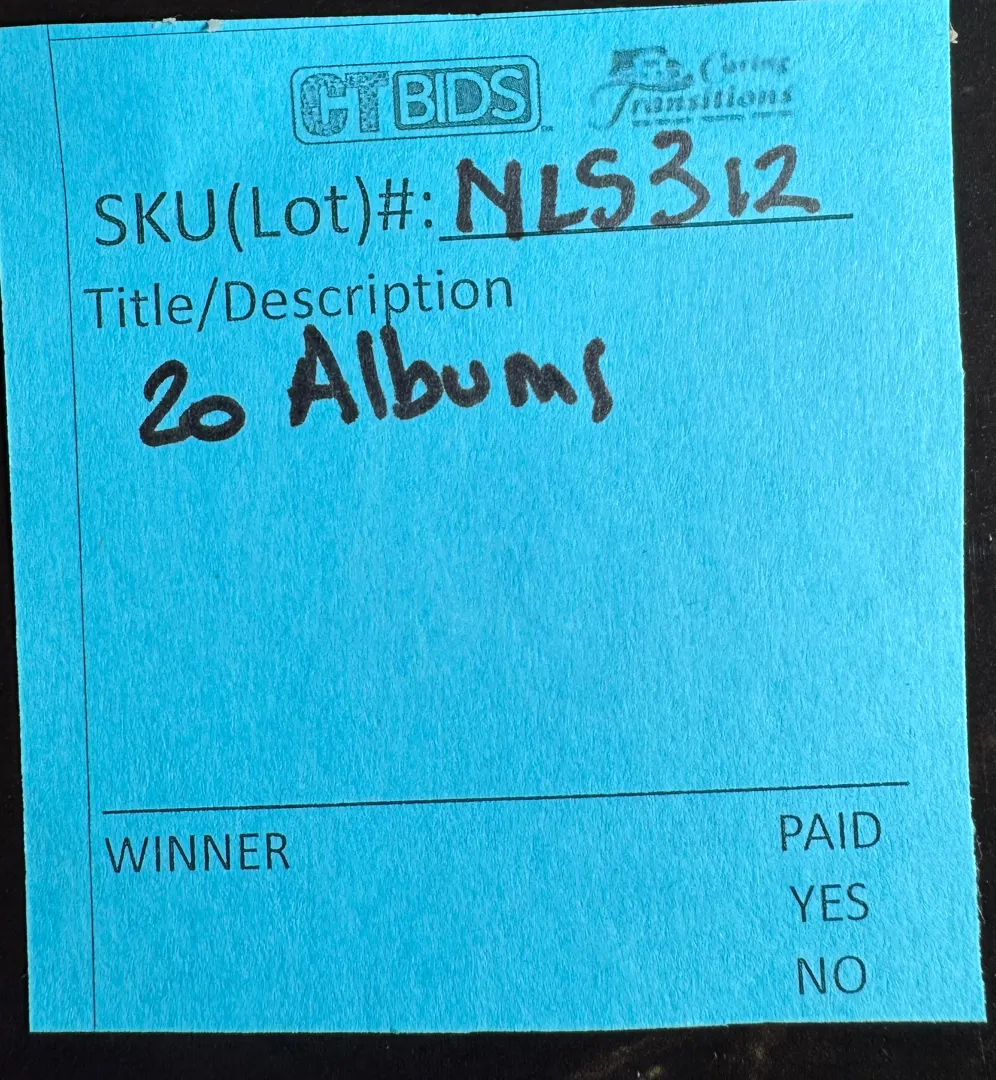 CTBIDS Caring
Transitions
SKU(Lot)#: NLS312
Title/Description
20 Albums
WINNER PAID
YES
NO